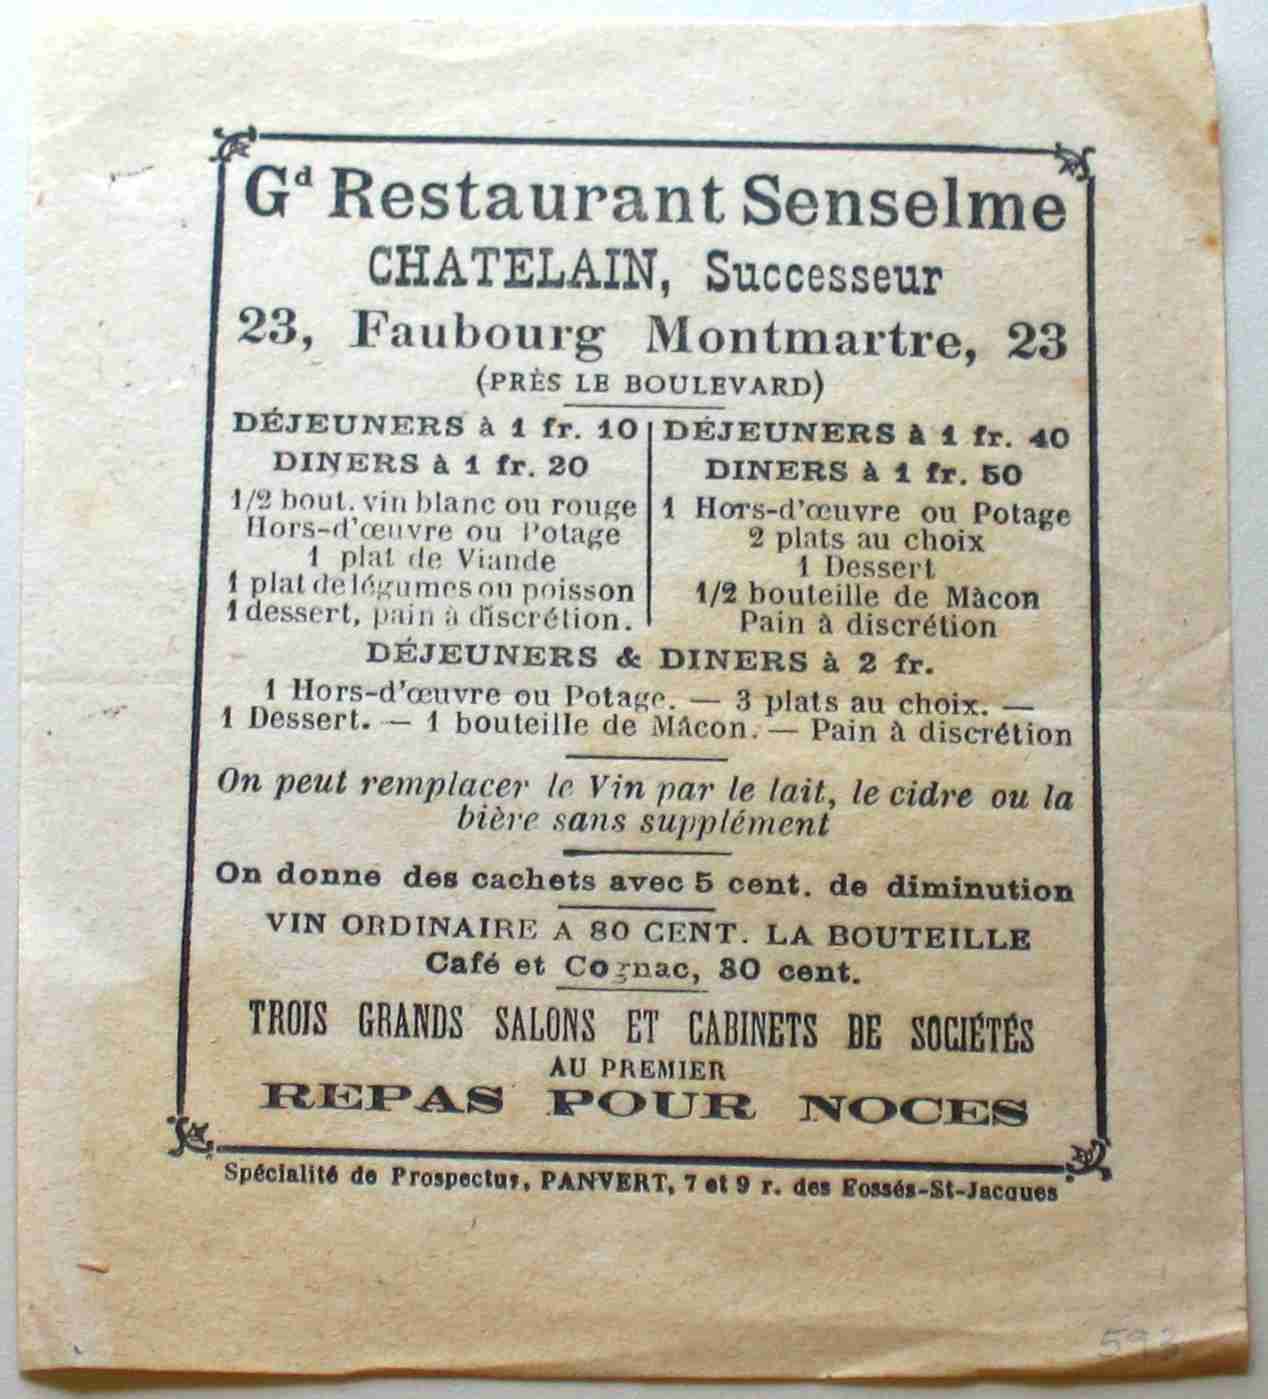 Gd Restaurant Senselme
CHATELAIN, Successeur
23, Faubourg Montmartre, 23
(PRÈS LE BOULEVARD)
DÉJEUNERS à 1 fr. 10
DINERS à 1 fr. 20
1/2 bout. vin blanc ou rouge
Hors-d'œuvre ou Potage
1 plat de Viande
1 plat de légumes ou poisson
1 dessert, pain à discrétion.
DÉJEUNERS à 1 fr. 40
DINERS à 1 fr. 50
1 Hors-d'œuvre ou Potage
2 plats au choix
1 Dessert
1/2 bouteille de Mâcon
Pain à discrétion
DÉJEUNERS & DINERS à 2 fr.
1 Hors-d'œuvre ou Potage. — 3 plats au choix. —
1 Dessert. — 1 bouteille de Mâcon. — Pain à discrétion
On peut remplacer le Vin par le lait, le cidre ou la
bière sans supplément
On donne des cachets avec 5 cent. de diminution
VIN ORDINAIRE A 80 CENT. LA BOUTEILLE
Café et Cognac, 30 cent.
TROIS GRANDS SALONS ET CABINETS DE SOCIÉTÉS
AU PREMIER
REPAS POUR NOCES
Spécialité de Prospectus, PANVERT, 7 et 9 r. des Fossés-St-Jacques
593